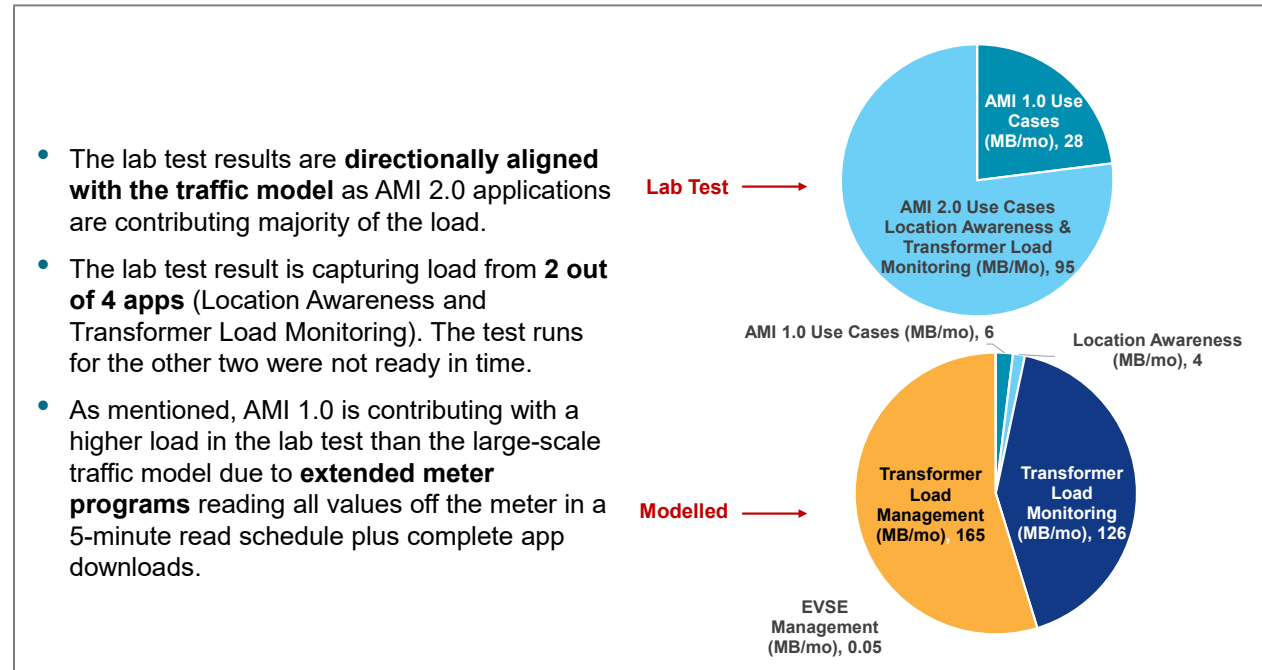 • The lab test results are directionally aligned
with the traffic model as AMI 2.0 applications
are contributing majority of the load.
• The lab test result is capturing load from 2 out
of 4 apps (Location Awareness and
Transformer Load Monitoring). The test runs
for the other two were not ready in time.
• As mentioned, AMI 1.0 is contributing with a
higher load in the lab test than the large-scale
traffic model due to extended meter
programs reading all values off the meter in a
5-minute read schedule plus complete app
downloads.
Lab Test
AMI 1.0 Use
Cases
(MB/mo), 28
AMI 2.0 Use Cases
Location Awareness &
Transformer Load
Monitoring (MB/Mo), 95
Modelled
AMI 1.0 Use Cases (MB/mo), 6
Location Awareness
(MB/mo), 4
Transformer
Load
Management
(MB/mo), 165
Transformer
Load
Monitoring
(MB/mo), 126
EVSE
Management
(MB/mo), 0.05